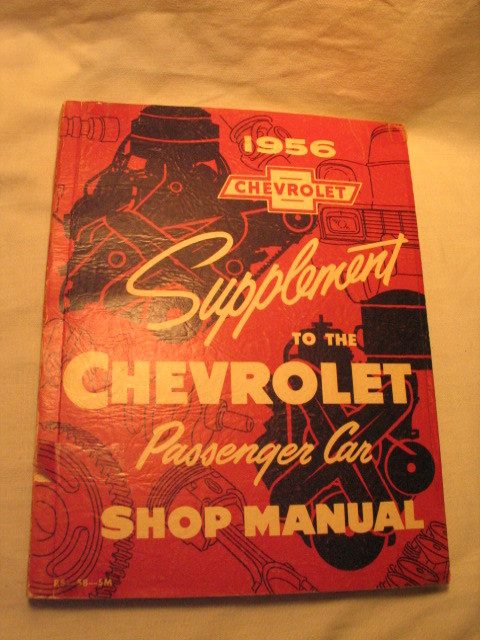 1956
CHEVROLET
Supplement
TO THE
CHEVROLET
Passenger Car
SHOP MANUAL